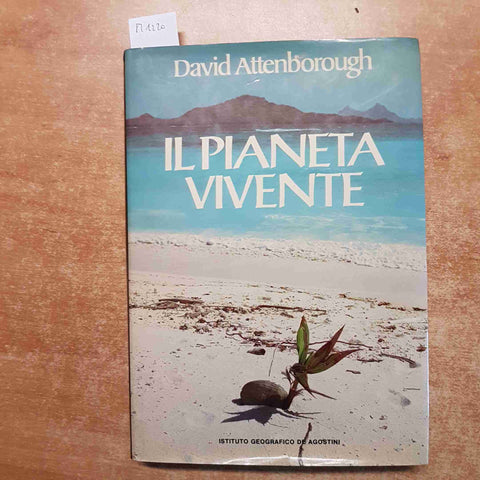 David Attenborough
IL PIANETA
VIVENTE
ISTITUTO GEOGRAFICO DE AGOSTINI